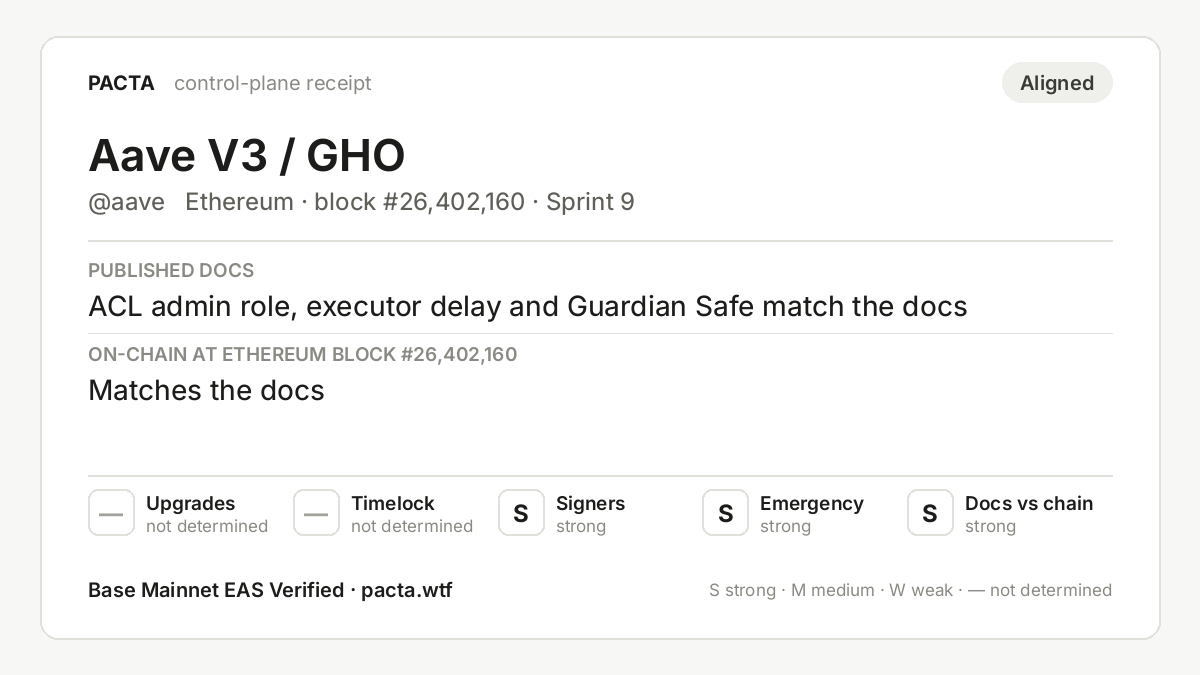 PACTA control-plane receipt Aligned
Aave V3 / GHO
@aave Ethereum · block #26,402,160 · Sprint 9
PUBLISHED DOCS
ACL admin role, executor delay and Guardian Safe match the docs
ON-CHAIN AT ETHEREUM BLOCK #26,402,160
Matches the docs
— Upgrades not determined
— Timelock not determined
S Signers strong
S Emergency strong
S Docs vs chain strong
Base Mainnet EAS Verified · pacta.wtf
S strong · M medium · W weak · — not determined